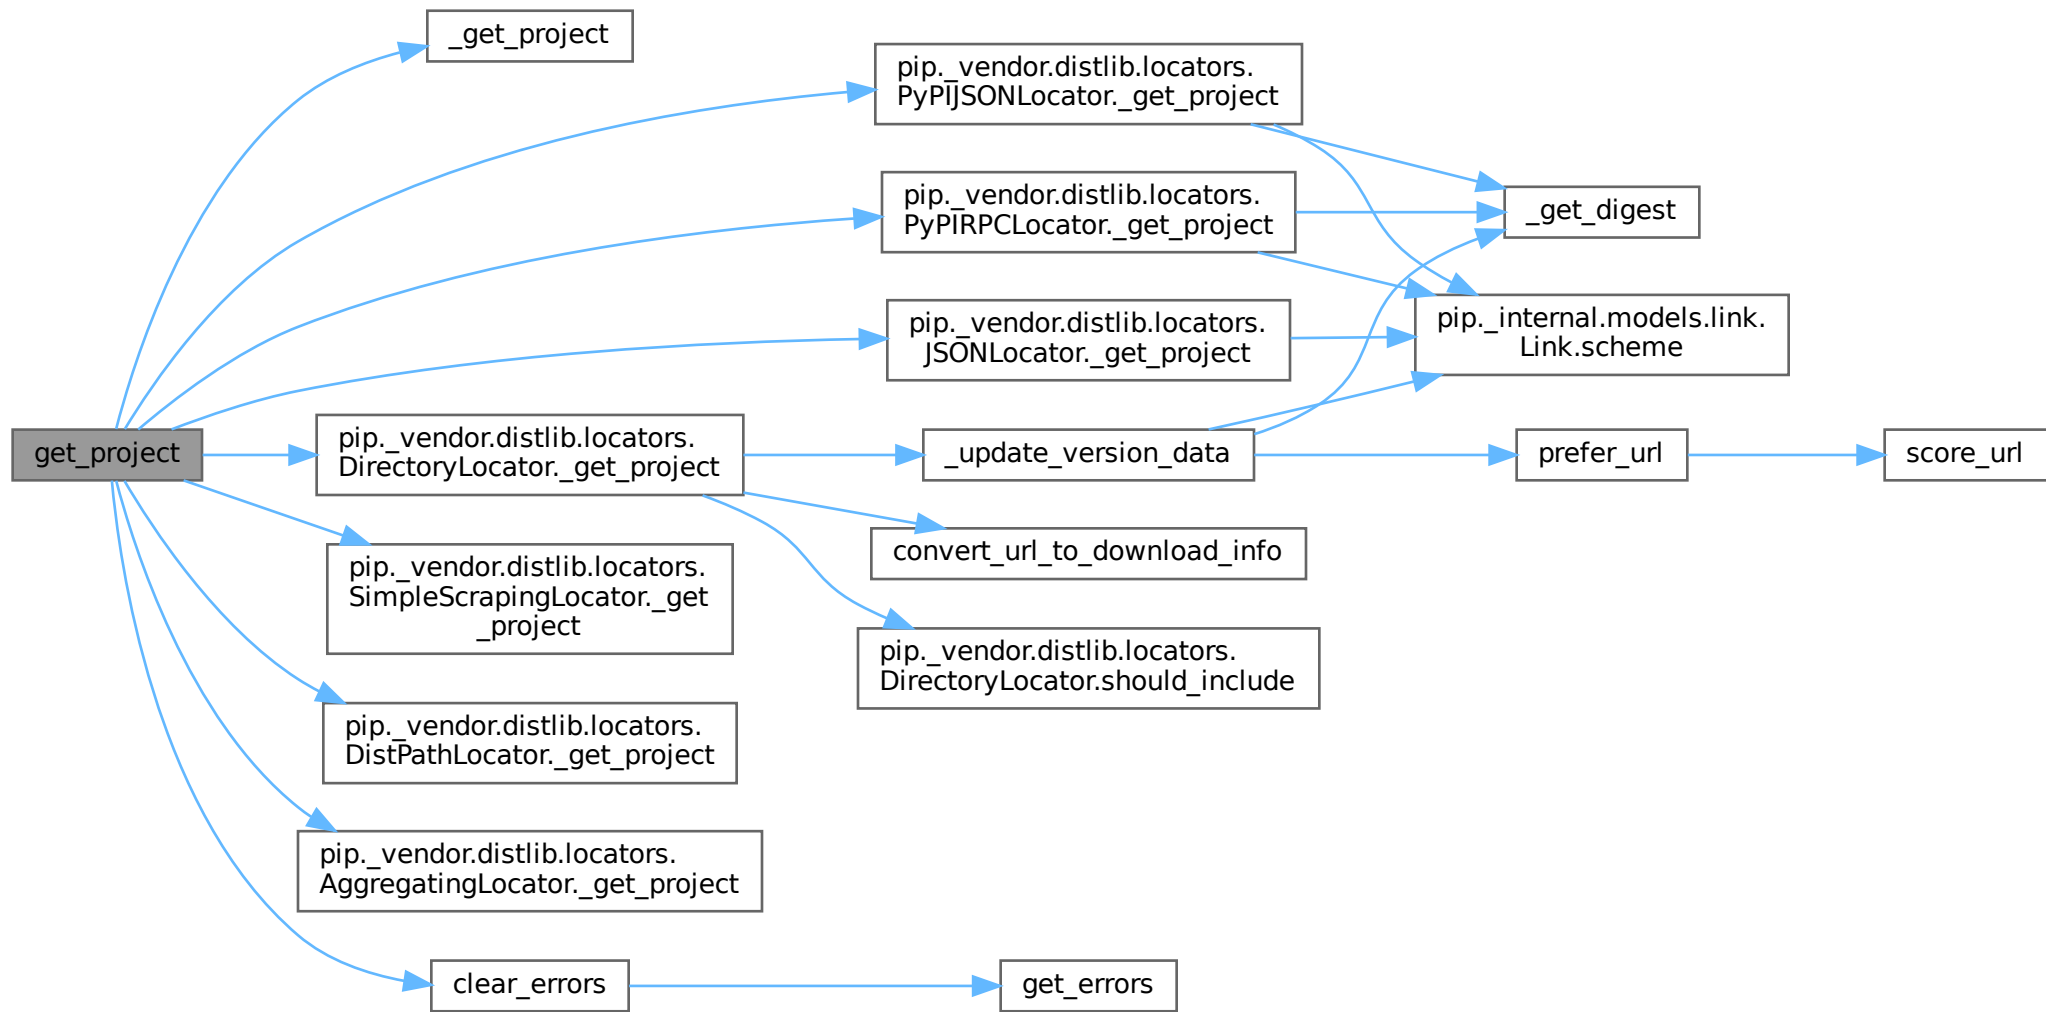 _get_project
pip._vendor.distlib.locators.
PyPIJSONLocator._get_project
pip._vendor.distlib.locators.
PyPIRPCLocator._get_project
_get_digest
pip._vendor.distlib.locators.
JSONLocator._get_project
pip._internal.models.link.
Link.scheme
get_project
pip._vendor.distlib.locators.
DirectoryLocator._get_project
_update_version_data
prefer_url
score_url
convert_url_to_download_info
pip._vendor.distlib.locators.
SimpleScrapingLocator._get
_project
pip._vendor.distlib.locators.
DirectoryLocator.should_include
pip._vendor.distlib.locators.
DistPathLocator._get_project
pip._vendor.distlib.locators.
AggregatingLocator._get_project
clear_errors
get_errors